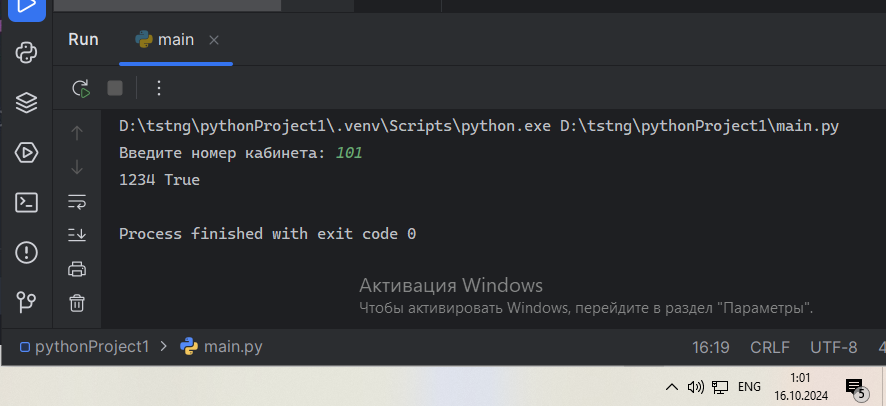 Run main
D:\tstng\pythonProject1\.venv\Scripts\python.exe D:\tstng\pythonProject1\main.py
Введите номер кабинета: 101
1234 True
Process finished with exit code 0
Активация Windows
Чтобы активировать Windows, перейдите в раздел "Параметры".
pythonProject1 > main.py 16:19 CRLF UTF-8 4
ENG
1:01
16.10.2024
5